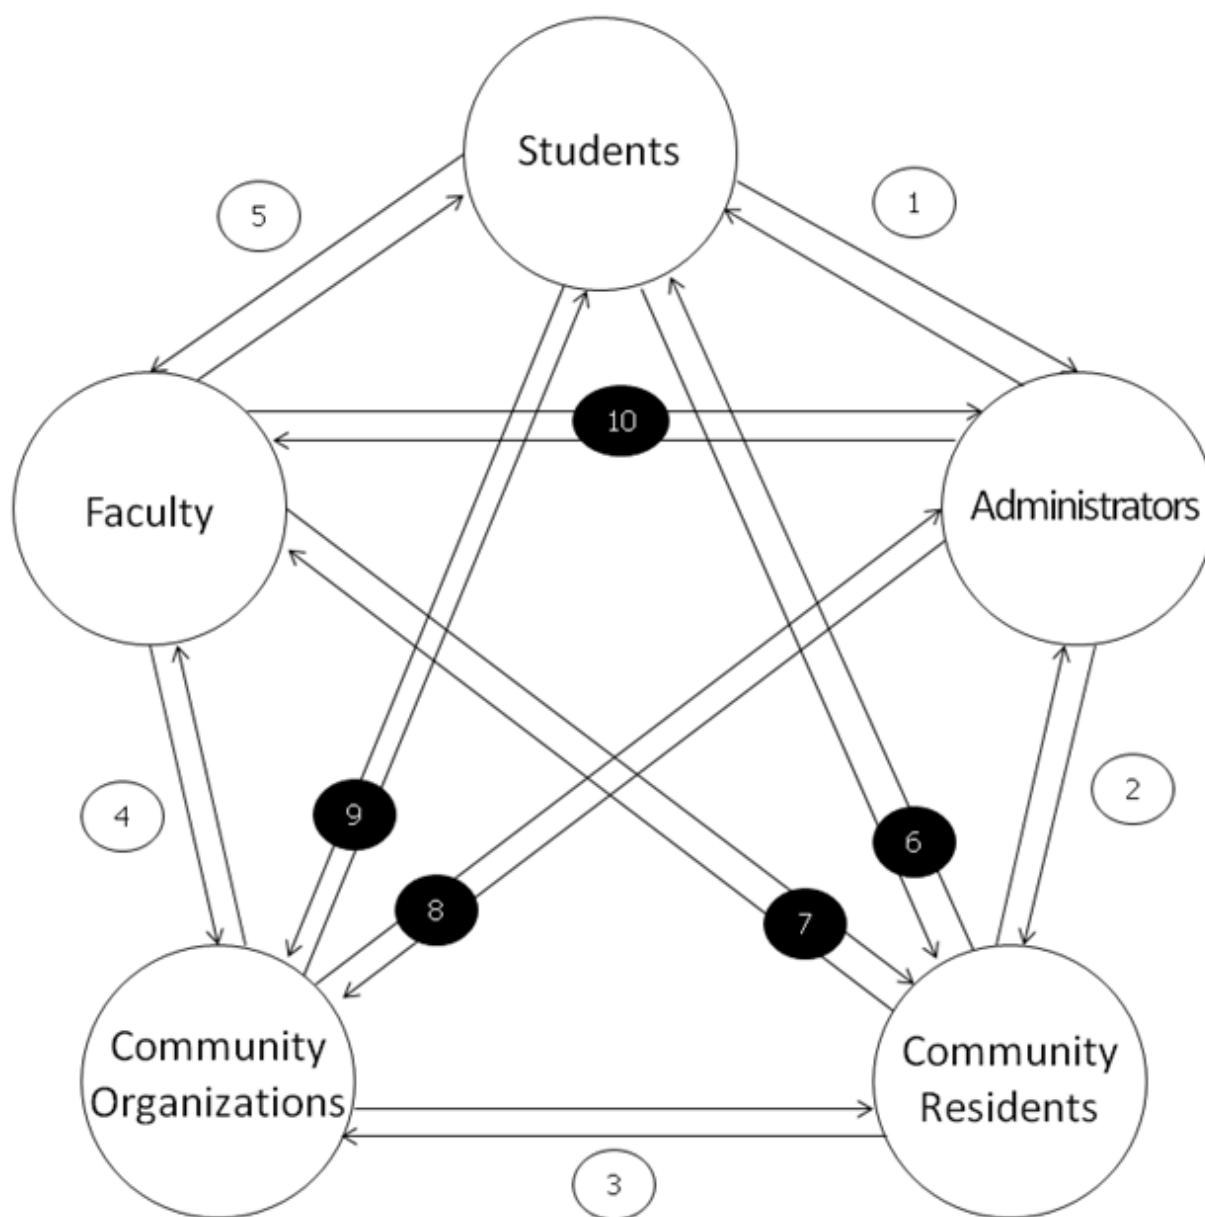 Students
5
1
10
Faculty
Administrators
4
9
8
7
6
2
Community
Organizations
Community
Residents
3